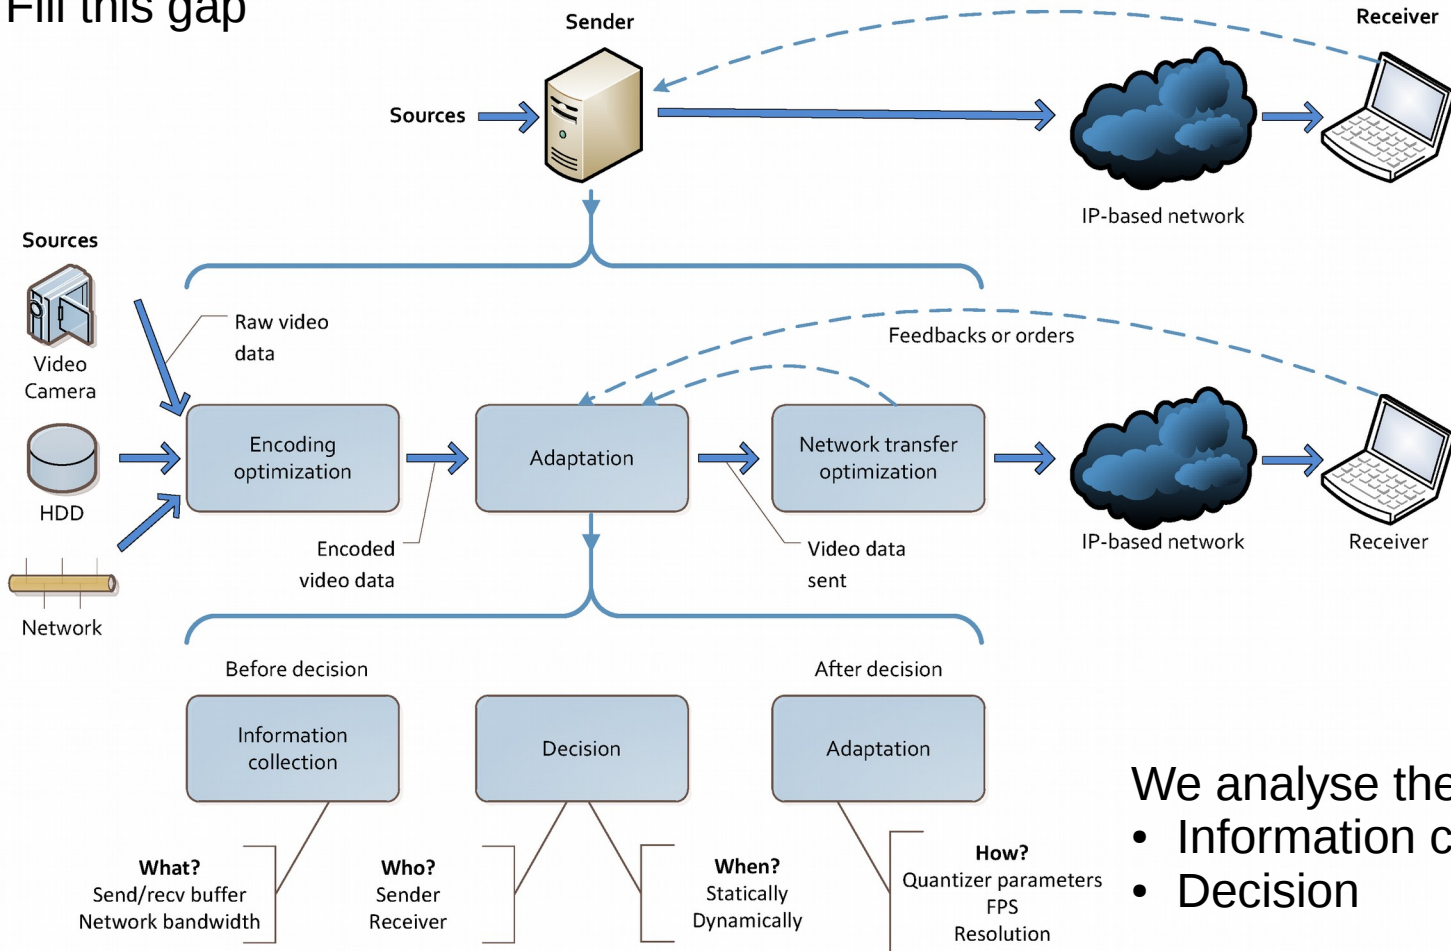 Fill this gap
Sender
Receiver
Sources
IP-based network
Sources
Video
Camera
HDD
Network
Raw video
data
Feedbacks or orders
Encoding
optimization
Adaptation
Network transfer
optimization
Encoded
video data
Video data
sent
IP-based network
Receiver
Before decision
After decision
Information
collection
Decision
Adaptation
What?
Send/recv buffer
Network bandwidth
Who?
Sender
Receiver
When?
Statically
Dynamically
How?
Quantizer parameters
FPS
Resolution
We analyse the
• Information c
• Decision